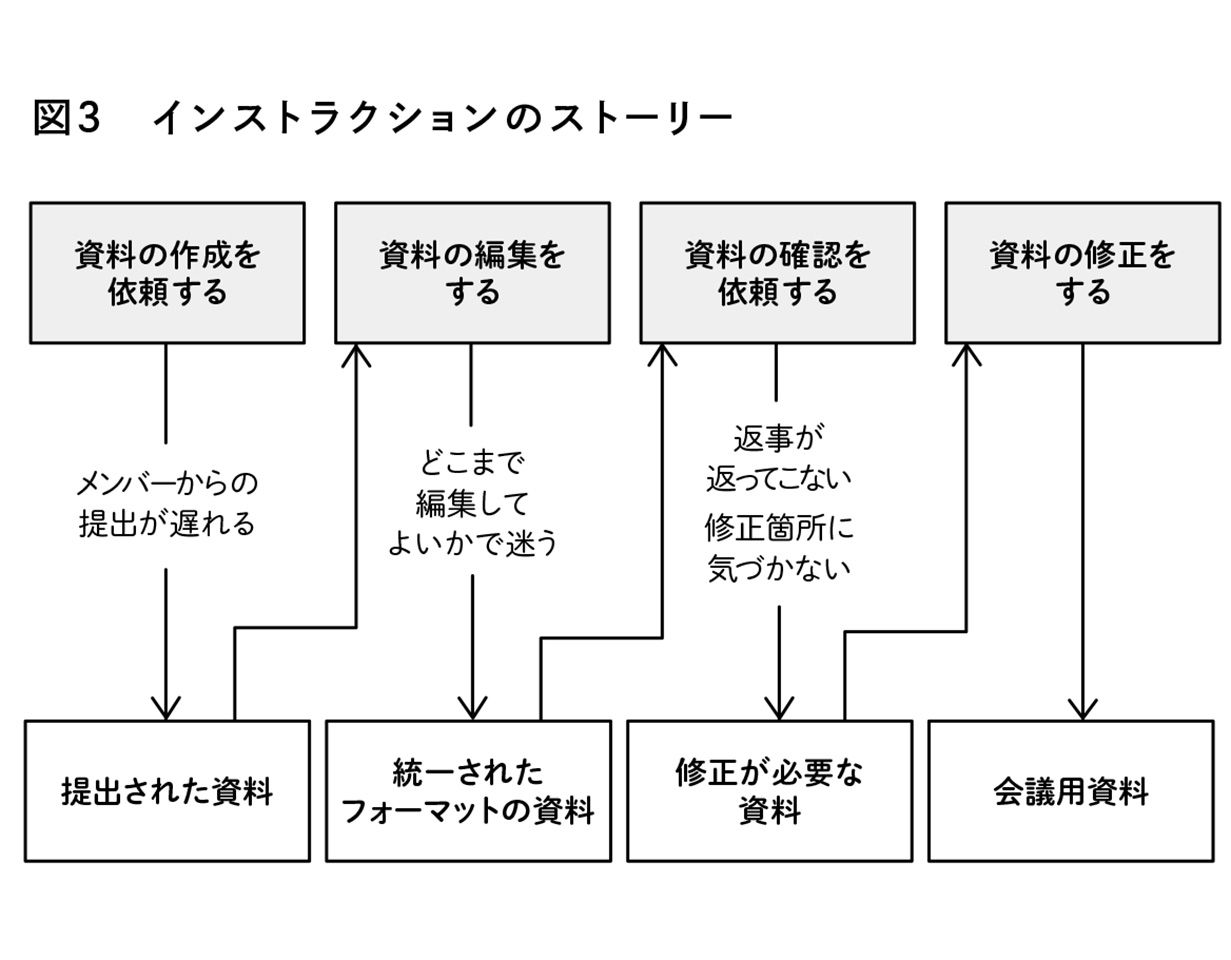 図3 インストラクションのストーリー
資料の作成を
依頼する
資料の編集を
する
資料の確認を
依頼する
資料の修正を
する
メンバーからの
提出が遅れる
どこまで
編集して
よいかで迷う
返事が
返ってこない
修正箇所に
気づかない
提出された資料
統一された
フォーマットの資料
修正が必要な
資料
会議用資料